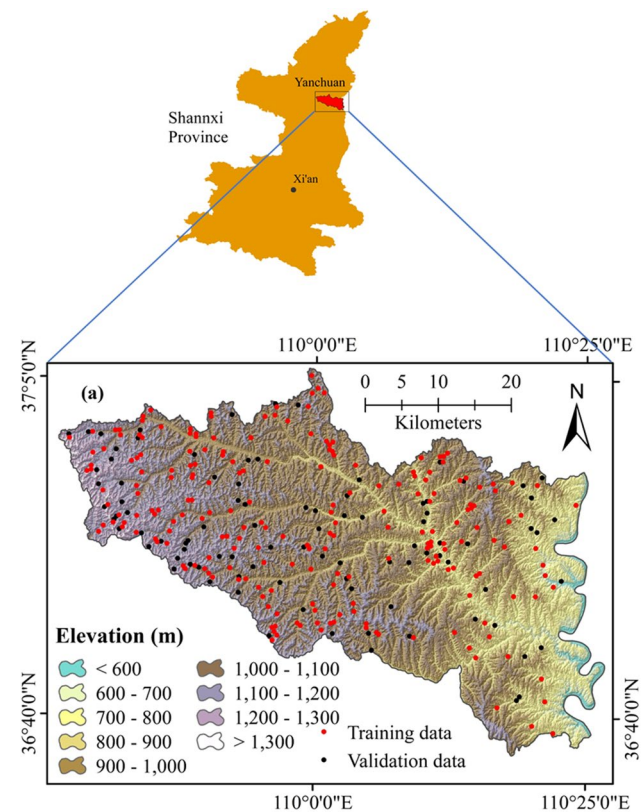 Yanchuan
Shannxi
Province
Xi'an
110°0'0"E 110°25'0"E
37°5'0"N
(a)
0 5 10 20
Kilometers
N
Elevation (m)
< 600
600 - 700
700 - 800
800 - 900
900 - 1,000
1,000 - 1,100
1,100 - 1,200
1,200 - 1,300
> 1,300
Training data
Validation data
36°40'0"N
36°40'0"N
110°0'0"E 110°25'0"E